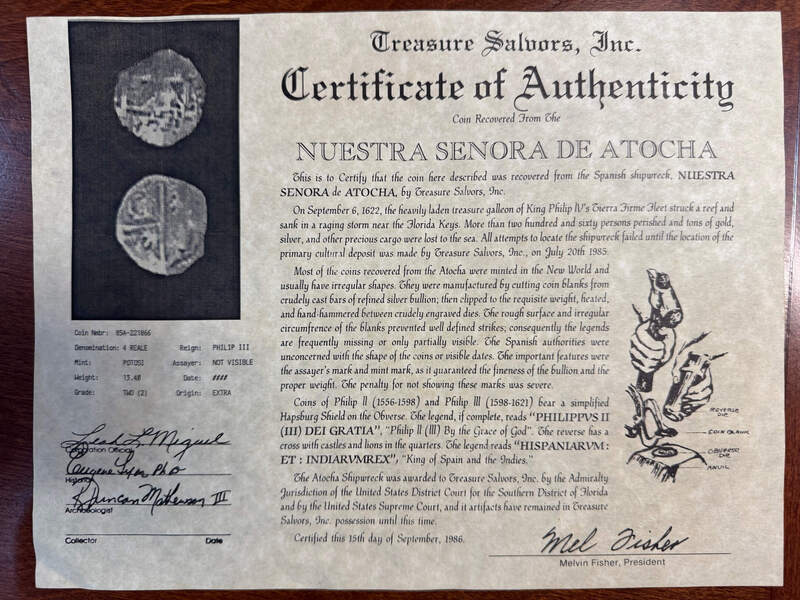 Treasure Salvors, Inc.
Certificate of Authenticity
Coin Recovered From The
NUESTRA SENORA DE ATOCHA
This is to Certify that the coin here described was recovered from the Spanish shipwreck, NUESTRA
SENORA de ATOCHA, by Treasure Salvors, Inc.
On September 6, 1622, the heavily laden treasure galleon of King Philip IV's Tierra Firme Fleet struck a reef and
sank in a raging storm near the Florida Keys. More than two hundred and sixty persons perished and tons of gold,
silver, and other precious cargo were lost to the sea. All attempts to locate the shipwreck failed until the location of the
primary cultural deposit was made by Treasure Salvors, Inc., on July 20th 1985.
Most of the coins recovered from the Atocha were minted in the New World and
usually have irregular shapes. They were manufactured by cutting coin blanks from
crudely cast bars of refined silver bullion; then clipped to the requisite weight, heated,
and hand-hammered between crudely engraved dies. The rough surface and irregular
circumfrence of the blanks prevented well defined strikes; consequently the legends
are frequently missing or only partially visible. The Spanish authorities were
unconcerned with the shape of the coins or visible dates. The important features were
the assayer's mark and mint mark, as it guaranteed the fineness of the bullion and the
proper weight. The penalty for not showing these marks was severe.
Coins of Philip II (1556-1598) and Philip III (1598-1621) bear a simplified
Hapsburg Shield on the Obverse. The legend, if complete, reads "PHILIPPVS II
(III) DEI GRATIA", "Philip II (III) By the Grace of God". The reverse has a
cross with castles and lions in the quarters. The legend reads "HISPANIARVM:
ET : INDIARVMREX", "King of Spain and the Indies."
The Atocha Shipwreck was awarded to Treasure Salvors, Inc. by the Admiralty
Jurisdiction of the United States District Court for the Southern District of Florida
and by the United States Supreme Court, and it artifacts have remained in Treasure
Salvors, Inc. possession until this time.
Certified this 15th day of September, 1986.
Mel Fisher
Melvin Fisher, President
REVERSE
DIE
COIN BLANK
OBVERSE
DIE
ANVIL
Coin Nmbr: 85A-221866
Denomination: 4 REALE Reign: PHILIP III
Mint: POTOSI Assayer: NOT VISIBLE
Weight: 13.48 Date: ####
Grade: TWO (2) Origin: EXTRA
Leah L Miguel
Corporation Official
Eugene Lyon PhD
Historian
R Duncan Mathewson III
Archaeologist
Collector Date